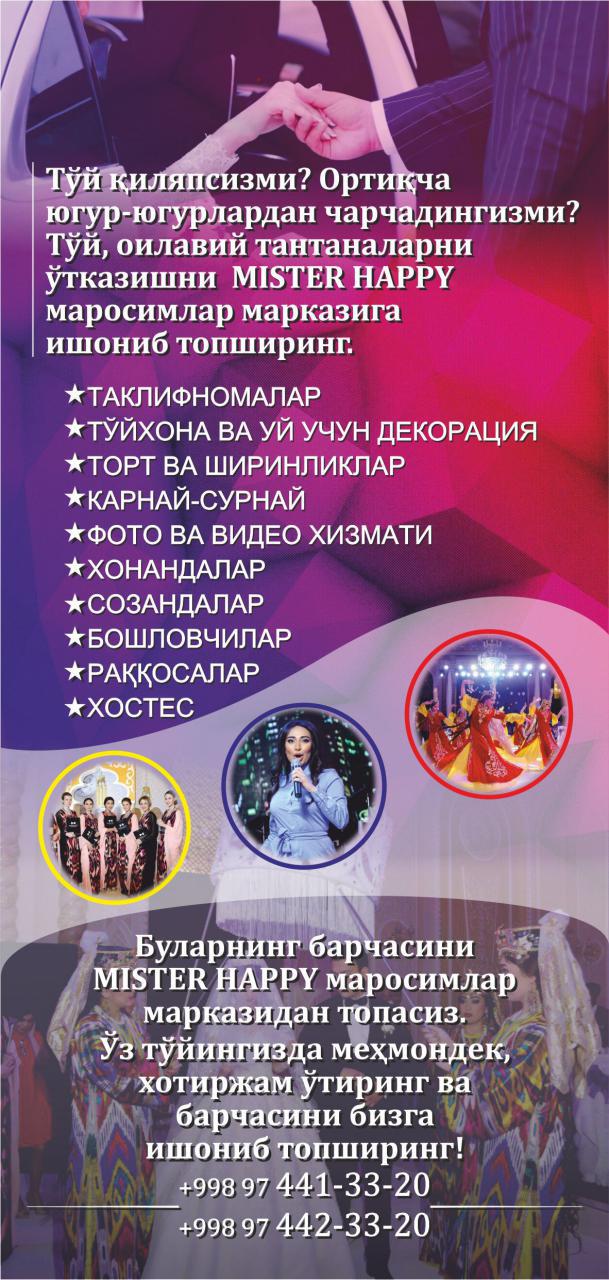 Тўй қиляпсизми? Ортиқча
югур-югурлардан чарчадингизми?
Тўй, оилавий тантаналарни
ўтказишни MISTER HAPPY
маросимлар марказига
ишониб топширинг.
★ТАКЛИФНОМАЛАР
★ТЎЙХОНА ВА УЙ УЧУН ДЕКОРАЦИЯ
★ТОРТ ВА ШИРИНЛИКЛАР
★КАРНАЙ-СУРНАЙ
★ФОТО ВА ВИДЕО ХИЗМАТИ
★ХОНАНДАЛАР
★СОЗАНДАЛАР
★БОШЛОВЧИЛАР
★РАҚҚОСАЛАР
★ХОСТЕС
Буларнинг барчасини
MISTER HAPPY маросимлар
марказидан топасиз.
Ўз тўйингизда меҳмондек,
хотиржам ўтиринг ва
барчасини бизга
ишониб топширинг!
+998 97 441-33-20
+998 97 442-33-20